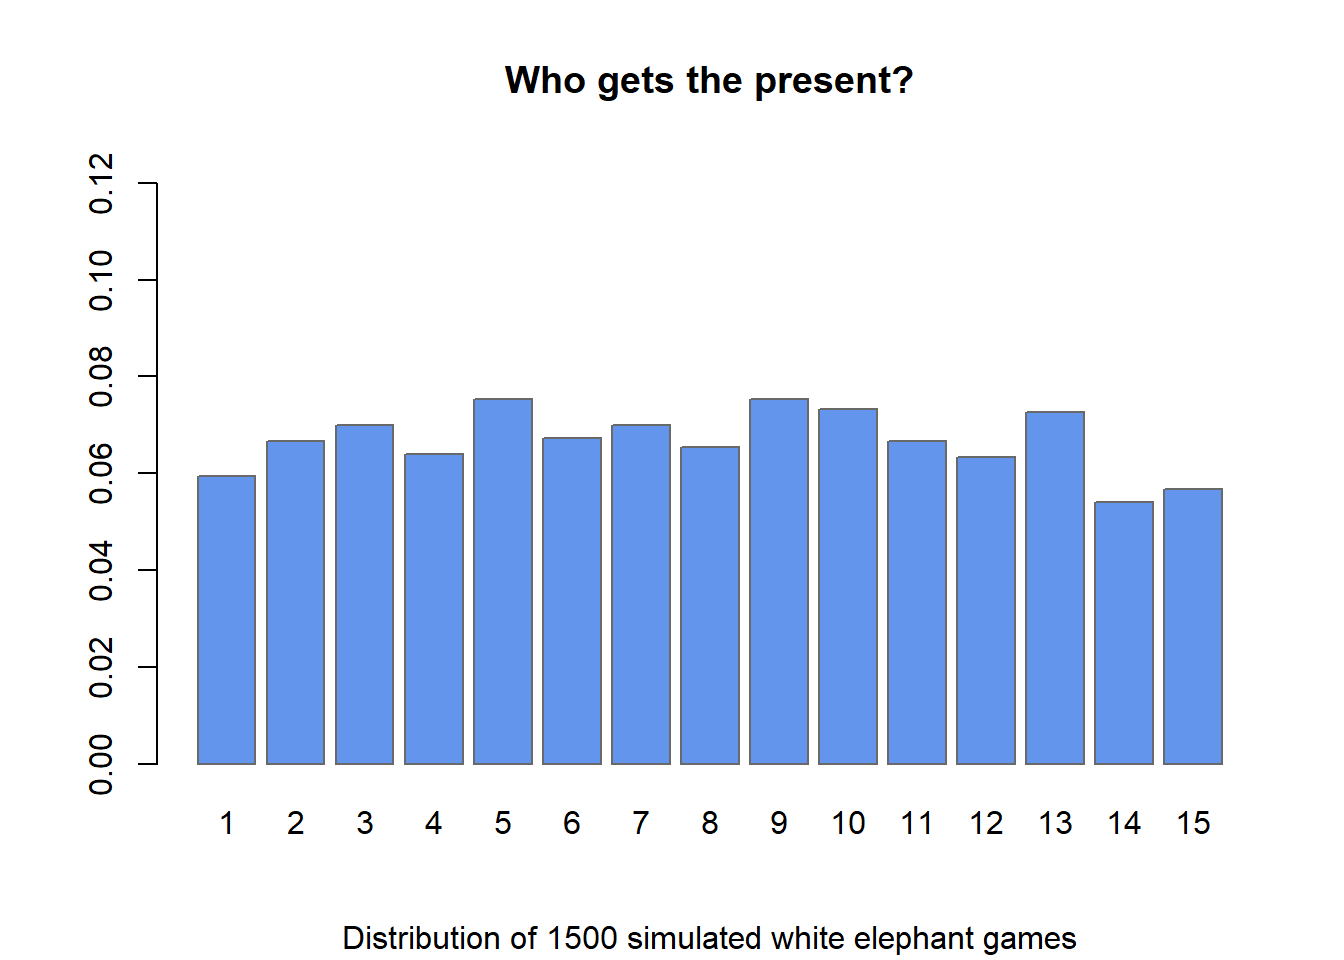 Who gets the present?
0.12
0.10
0.08
0.06
0.04
0.02
0.00
1 2 3 4 5 6 7 8 9 10 11 12 13 14 15
Distribution of 1500 simulated white elephant games